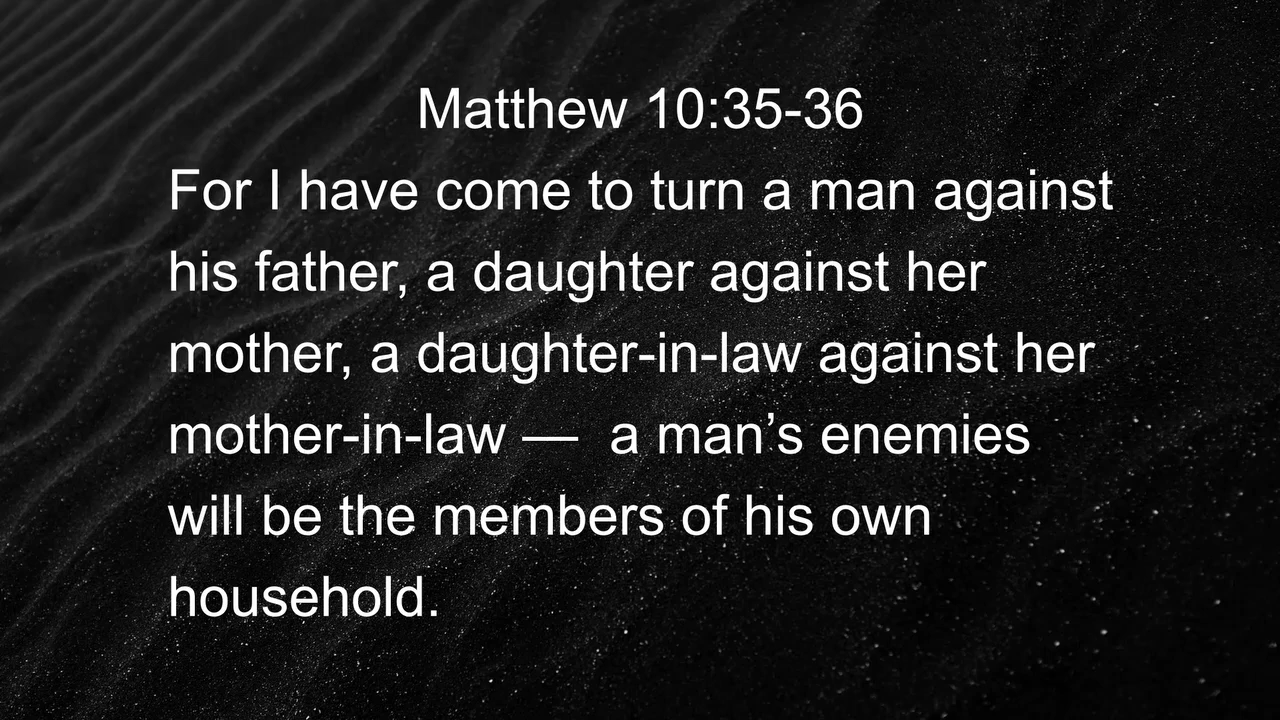 Matthew 10:35-36
For I have come to turn a man against
his father, a daughter against her
mother, a daughter-in-law against her
mother-in-law —  a man’s enemies
will be the members of his own
household.